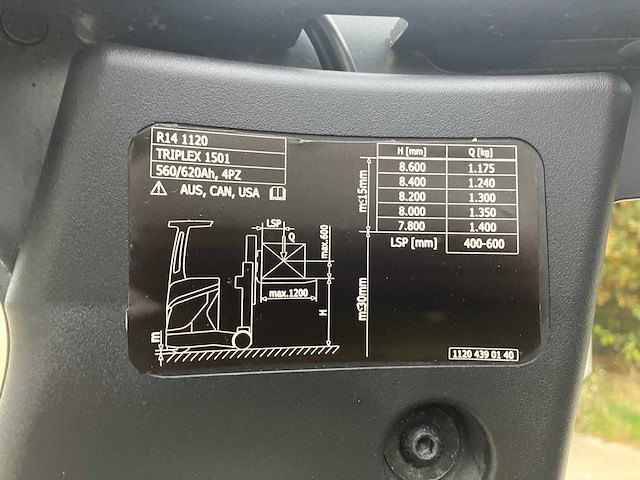 R14 1120
TRIPLEX 1501
560/620Ah, 4PZ
AUS, CAN, USA
LSP
Q
max.600
max.1200
H
m
m≤15mm
m≤30mm
H [mm] Q [kg]
8.600 1.175
8.400 1.240
8.200 1.300
8.000 1.350
7.800 1.400
LSP [mm] 400-600
1120 439 01 40